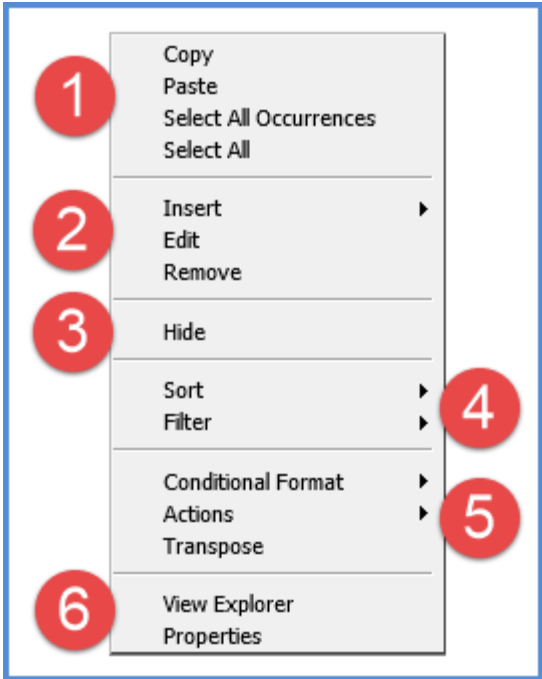 1
Copy
Paste
Select All Occurrences
Select All
2
Insert
Edit
Remove
3
Hide
Sort
Filter
4
Conditional Format
Actions
Transpose
5
6
View Explorer
Properties